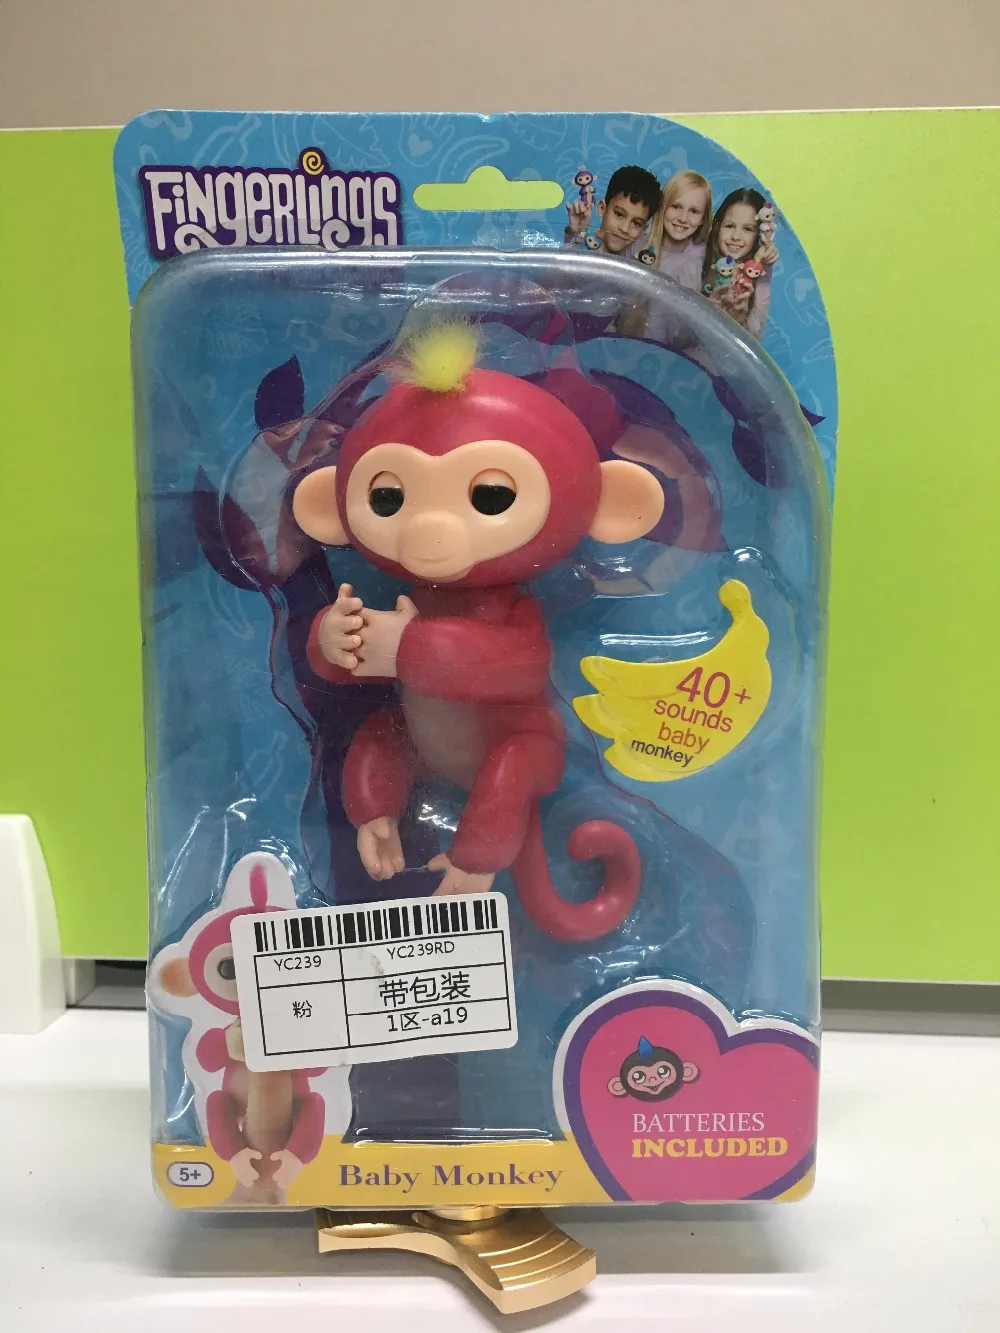 FiNgeRLiNgs
40+
sounds
baby
monkey
YC239
YC239RD
粉
带包装
1区-a19
BATTERIES
INCLUDED
5+
Baby Monkey